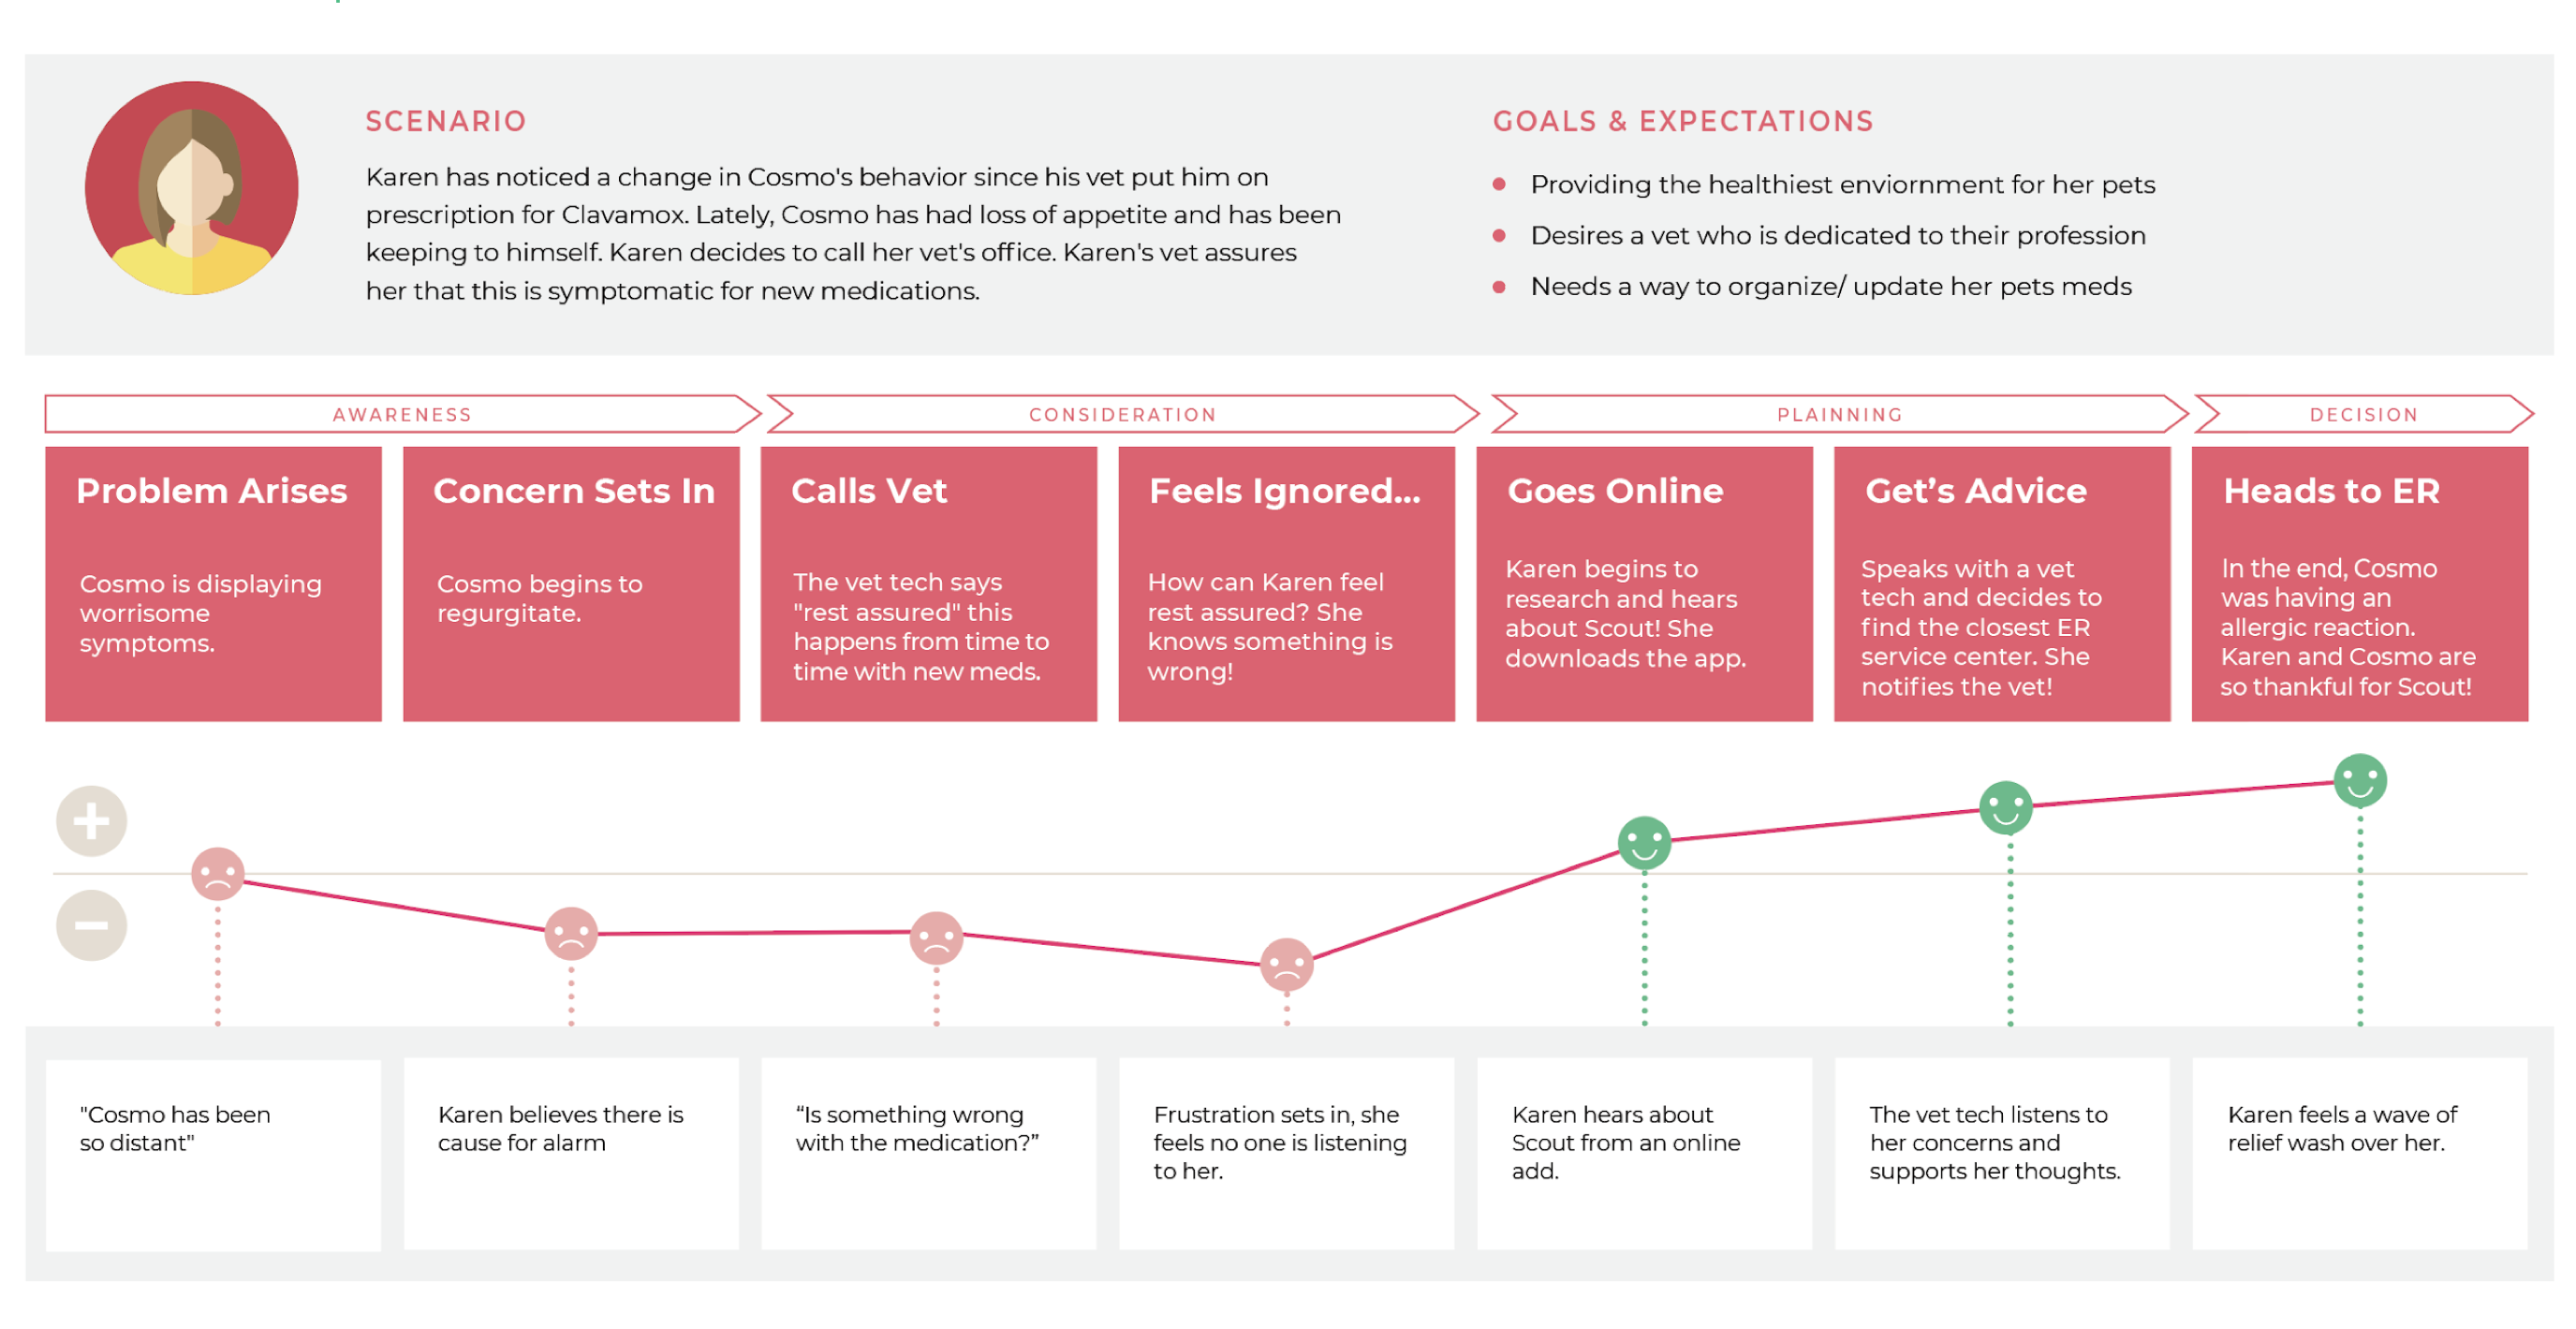 SCENARIO
Karen has noticed a change in Cosmo's behavior since his vet put him on
prescription for Clavamox. Lately, Cosmo has had loss of appetite and has been
keeping to himself. Karen decides to call her vet's office. Karen's vet assures
her that this is symptomatic for new medications.
GOALS & EXPECTATIONS
Providing the healthiest enviornment for her pets
Desires a vet who is dedicated to their profession
Needs a way to organize/ update her pets meds
AWARENESS
CONSIDERATION
PLAINNING
DECISION
Problem Arises
Cosmo is displaying
worrisome
symptoms.
Concern Sets In
Cosmo begins to
regurgitate.
Calls Vet
The vet tech says
"rest assured" this
happens from time to
time with new meds.
Feels Ignored...
How can Karen feel
rest assured? She
knows something is
wrong!
Goes Online
Karen begins to
research and hears
about Scout! She
downloads the app.
Get’s Advice
Speaks with a vet
tech and decides to
find the closest ER
service center. She
notifies the vet!
Heads to ER
In the end, Cosmo
was having an
allergic reaction.
Karen and Cosmo are
so thankful for Scout!
"Cosmo has been
so distant"
Karen believes there is
cause for alarm
“Is something wrong
with the medication?”
Frustration sets in, she
feels no one is listening
to her.
Karen hears about
Scout from an online
add.
The vet tech listens to
her concerns and
supports her thoughts.
Karen feels a wave of
relief wash over her.